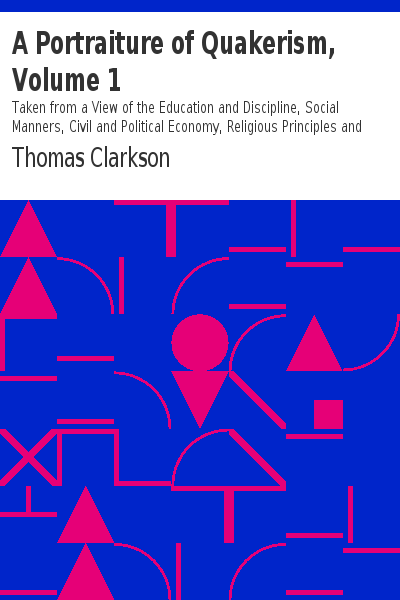 A Portraiture of Quakerism,
Volume 1
Taken from a View of the Education and Discipline, Social
Manners, Civil and Political Economy, Religious Principles and
Thomas Clarkson